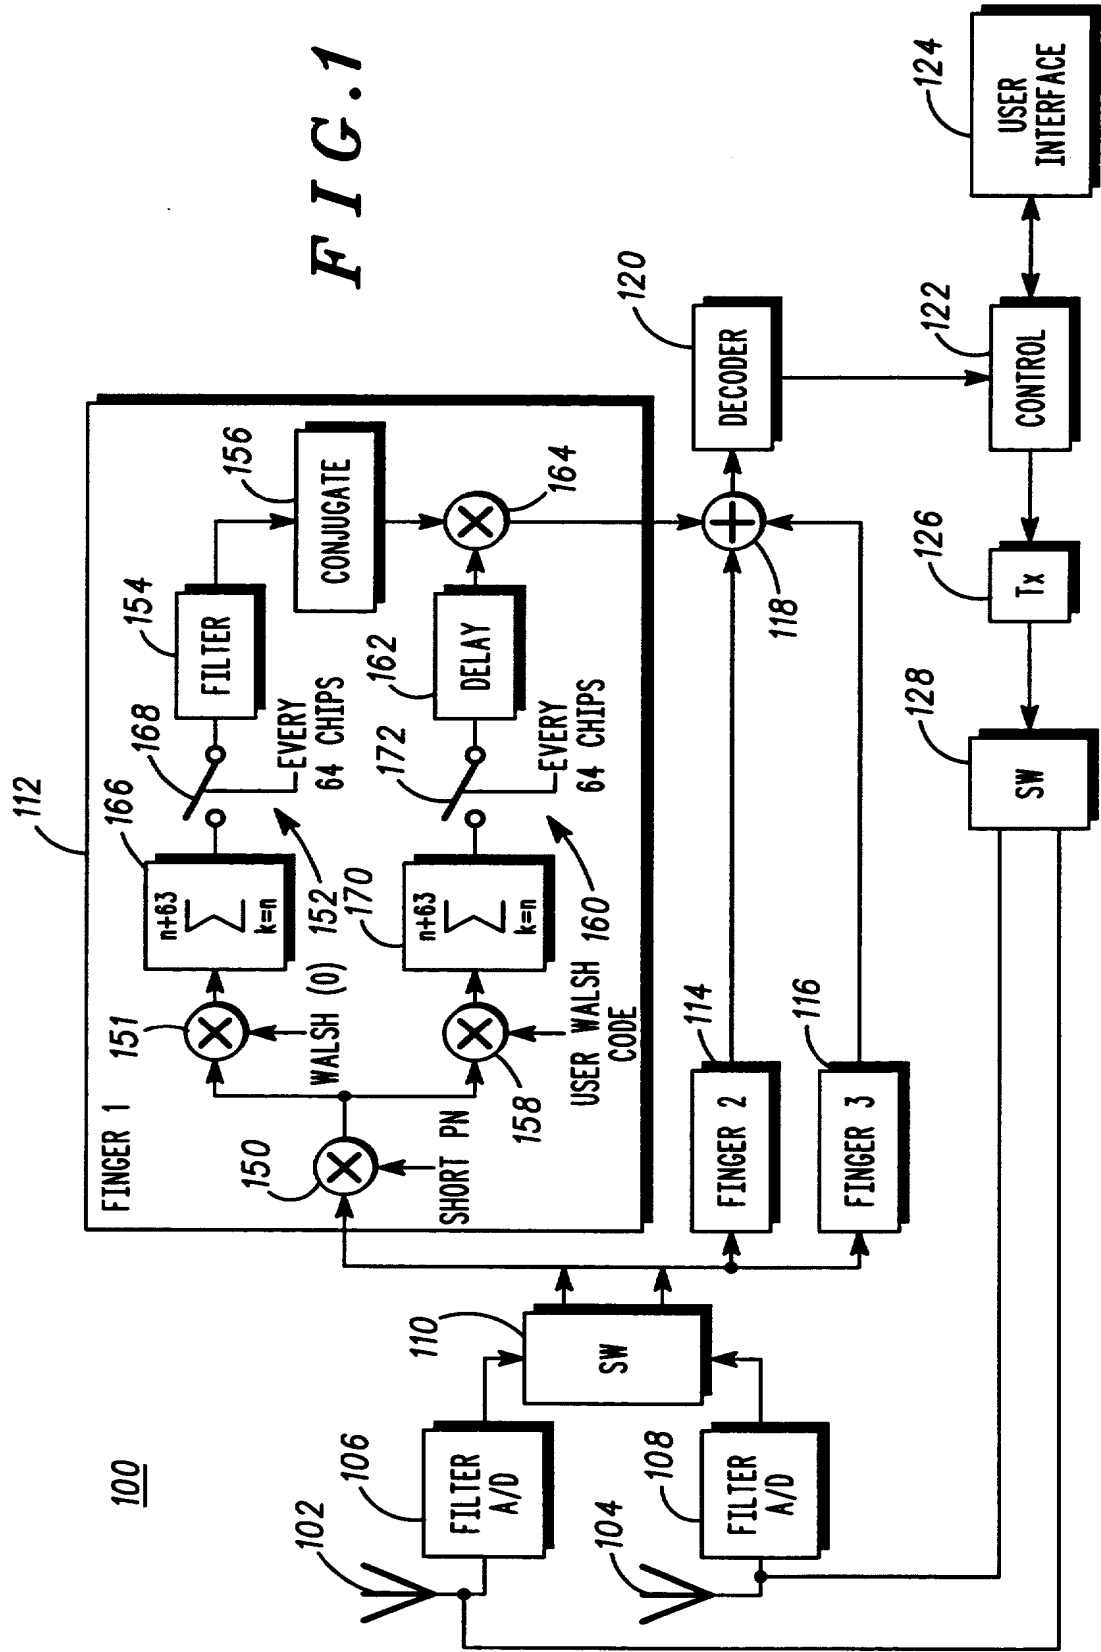 100
102
FILTER
A/D
106
104
FILTER
A/D
108
SW
110
FINGER 1
112
150
SHORT PN
151
WALSH (0)
n+63
∑
k=n
166
168
EVERY
64 CHIPS
152
FILTER
154
CONJUGATE
156
158
USER WALSH
CODE
n+63
∑
k=n
170
172
EVERY
64 CHIPS
160
DELAY
162
164
FINGER 2
114
FINGER 3
116
118
DECODER
120
CONTROL
122
USER
INTERFACE
124
Tx
126
SW
128
FIG.1